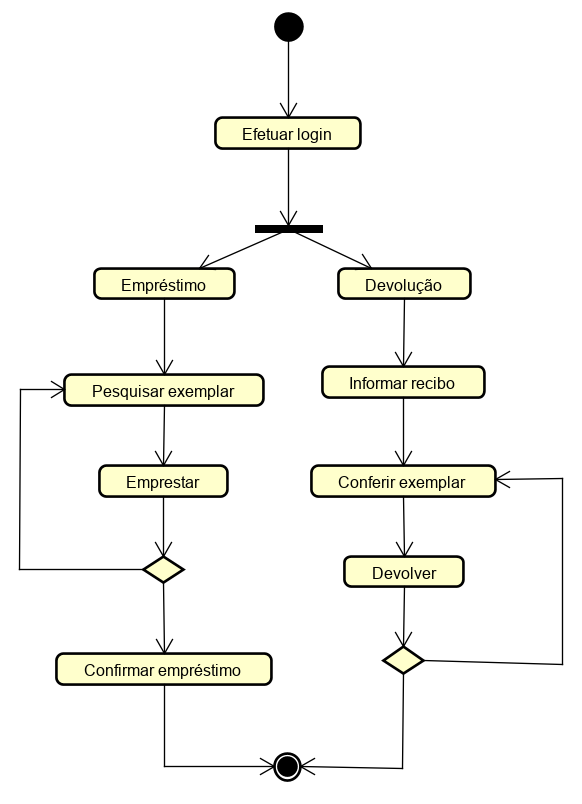 Efetuar login
Empréstimo
Devolução
Pesquisar exemplar
Informar recibo
Emprestar
Conferir exemplar
Devolver
Confirmar empréstimo